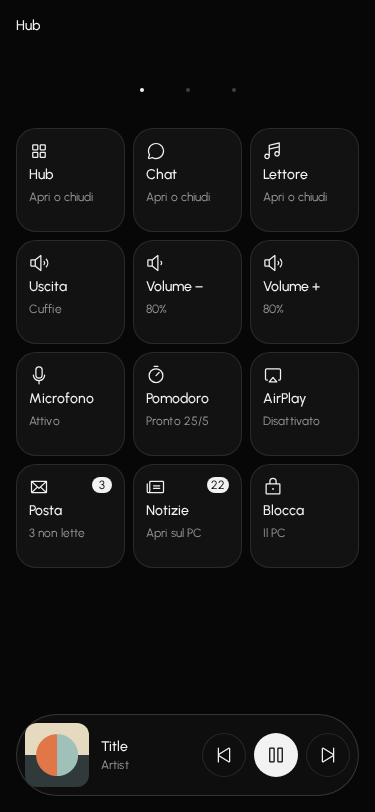 Hub
Hub
Apri o chiudi
Chat
Apri o chiudi
Lettore
Apri o chiudi
Uscita
Cuffie
Volume –
80%
Volume +
80%
Microfono
Attivo
Pomodoro
Pronto 25/5
AirPlay
Disattivato
3
Posta
3 non lette
22
Notizie
Apri sul PC
Blocca
Il PC
Title
Artist